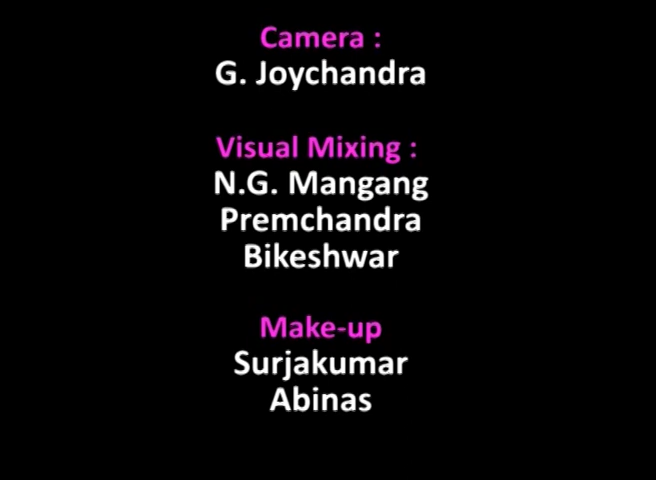 Camera :
G. Joychandra
Visual Mixing :
N.G. Mangang
Premchandra
Bikeshwar
Make-up
Surjakumar
Abinas